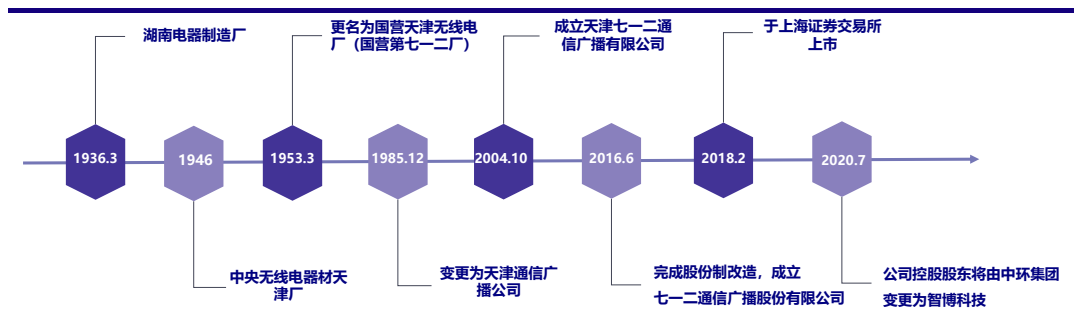 湖南电器制造厂
更名为国营天津无线电
厂（国营第七一二厂）
成立天津七一二通
信广播有限公司
于上海证券交易所
上市
1936.3
1946
1953.3
1985.12
2004.10
2016.6
2018.2
2020.7
中央无线电器材天
津厂
变更为天津通信广
播公司
完成股份制改造，成立
七一二通信广播股份有限公司
公司控股股东将由中环集团
变更为智博科技